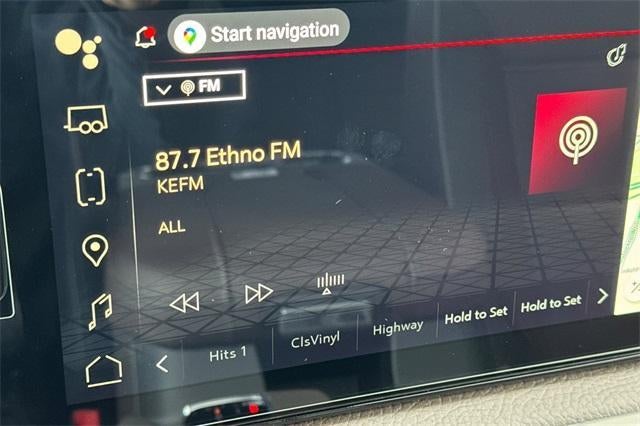 Start navigation
FM
87.7 Ethno FM
KEFM
ALL
Hits 1
ClsVinyl
Highway
Hold to Set
Hold to Set